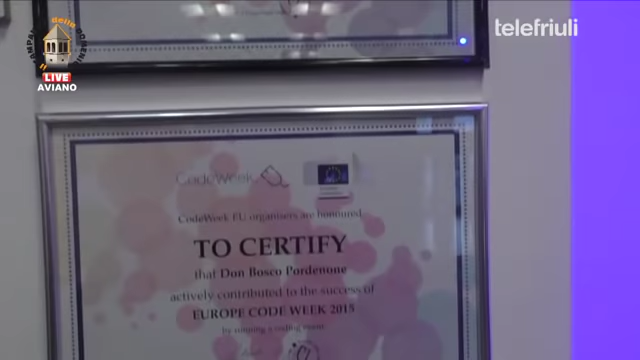 telefriuli
della
LIVE
AVIANO
CodeWeek
CodeWeek EU organisers are honoured
TO CERTIFY
that Don Bosco Pordenone
actively contributed to the success of
EUROPE CODE WEEK 2015
by running a coding event